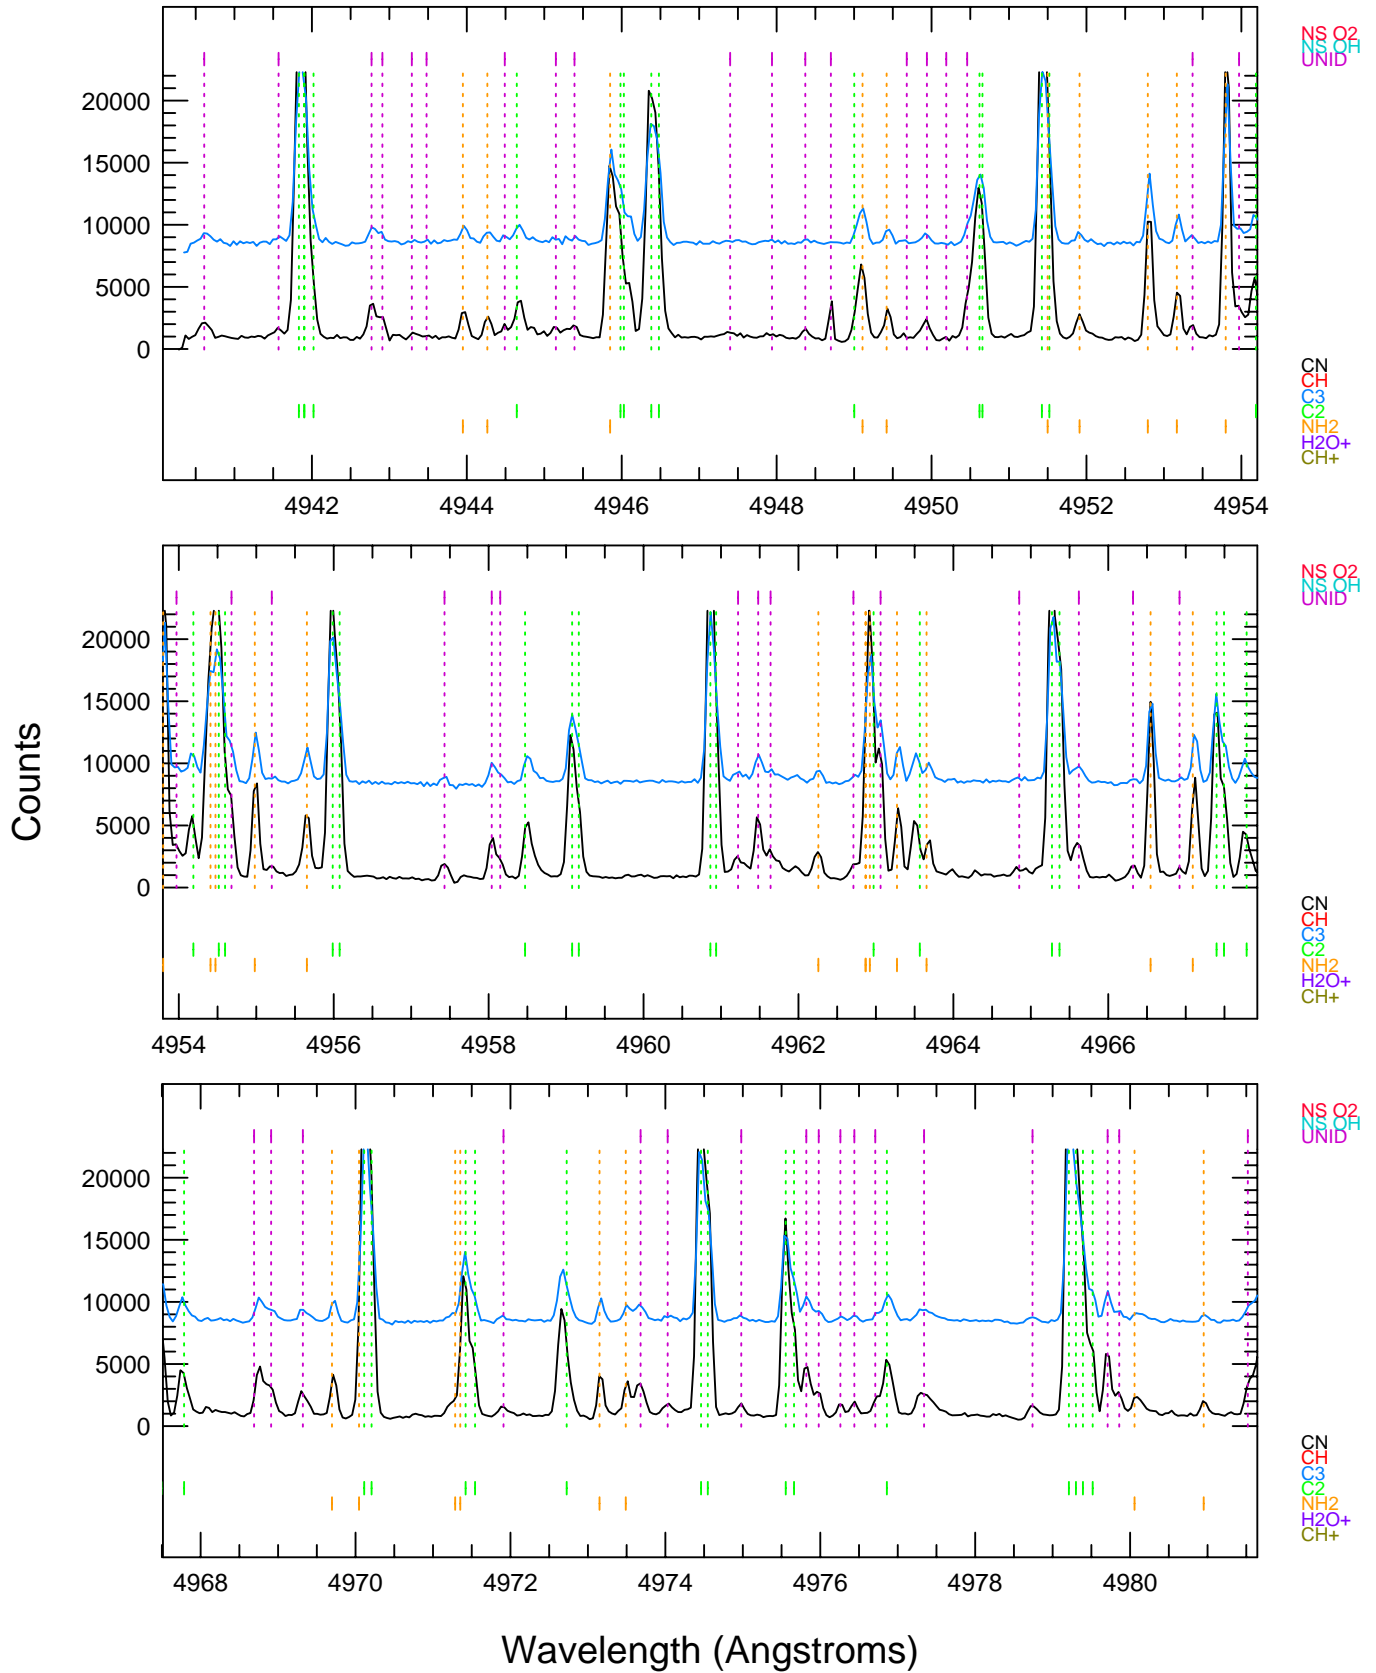 NS O2
NS OH
UNID
20000
15000
10000
5000
0
CN
CH
C3
C2
NH2
H2O+
CH+
4942 4944 4946 4948 4950 4952 4954
NS O2
NS OH
UNID
20000
15000
10000
5000
0
CN
CH
C3
C2
NH2
H2O+
CH+
4954 4956 4958 4960 4962 4964 4966
Counts
NS O2
NS OH
UNID
20000
15000
10000
5000
0
CN
CH
C3
C2
NH2
H2O+
CH+
4968 4970 4972 4974 4976 4978 4980
Wavelength (Angstroms)